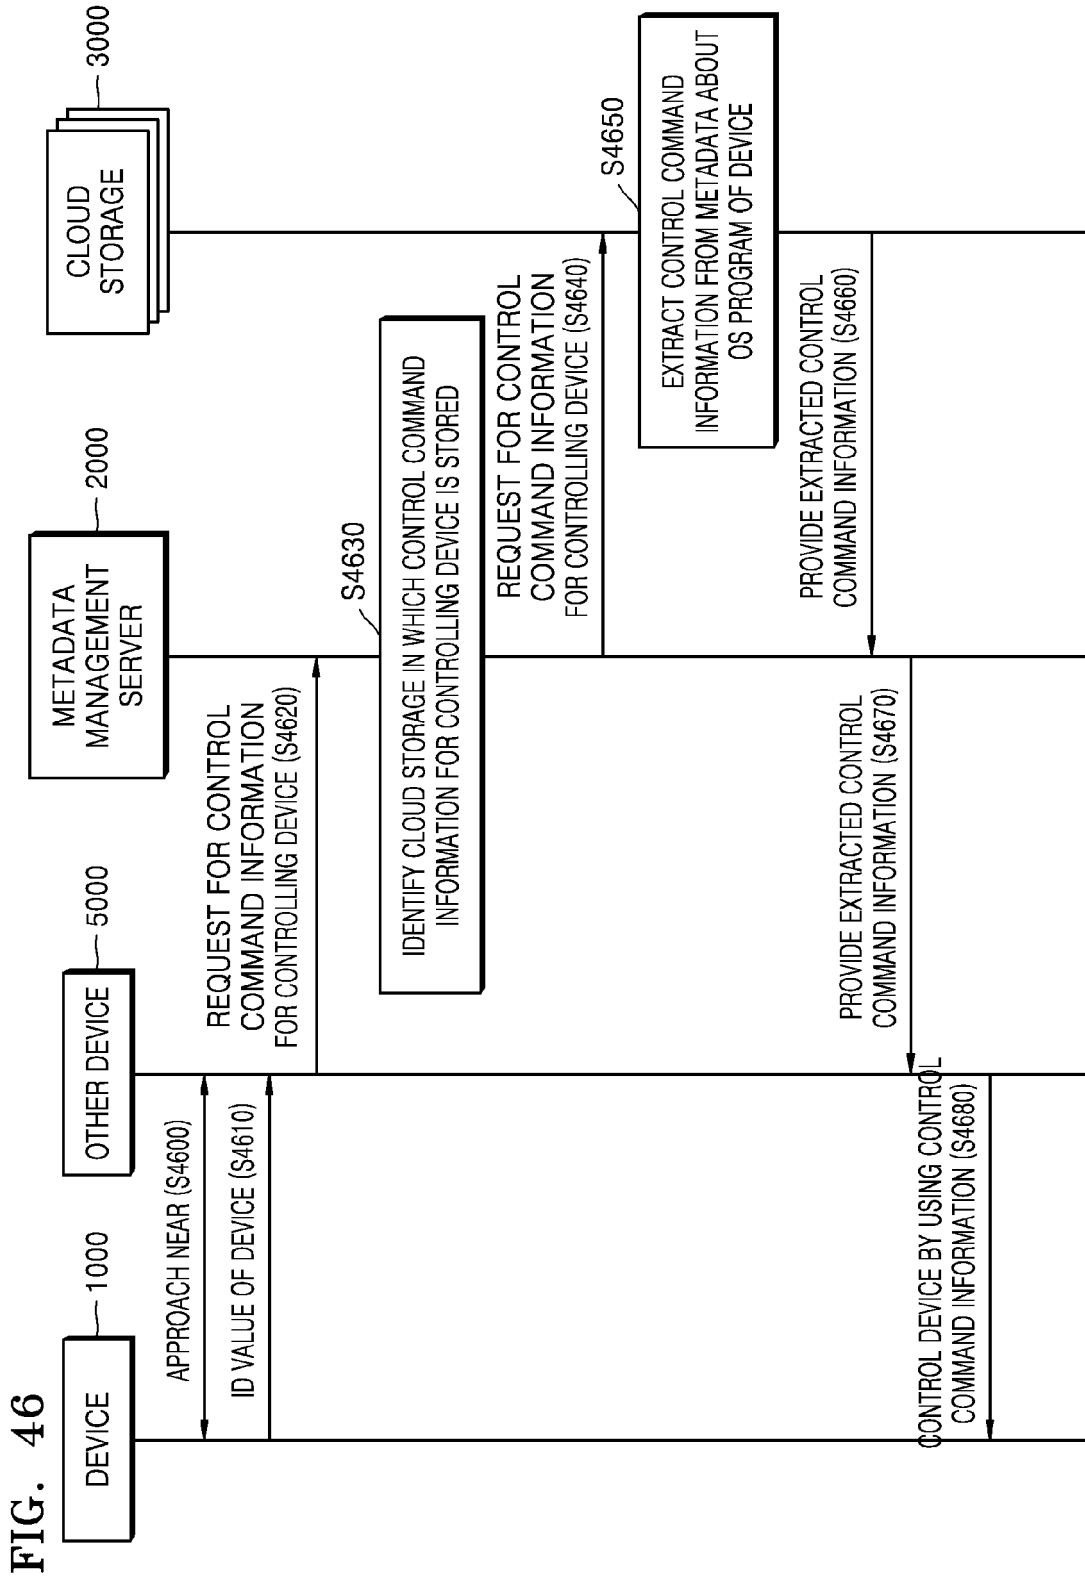 FIG. 46
DEVICE
1000
OTHER DEVICE
5000
METADATA
MANAGEMENT
SERVER
2000
CLOUD
STORAGE
3000
APPROACH NEAR (S4600)
ID VALUE OF DEVICE (S4610)
REQUEST FOR CONTROL
COMMAND INFORMATION
FOR CONTROLLING DEVICE (S4620)
S4630
IDENTIFY CLOUD STORAGE IN WHICH CONTROL COMMAND
INFORMATION FOR CONTROLLING DEVICE IS STORED
REQUEST FOR CONTROL
COMMAND INFORMATION
FOR CONTROLLING DEVICE (S4640)
S4650
EXTRACT CONTROL COMMAND
INFORMATION FROM METADATA ABOUT
OS PROGRAM OF DEVICE
PROVIDE EXTRACTED CONTROL
COMMAND INFORMATION (S4660)
PROVIDE EXTRACTED CONTROL
COMMAND INFORMATION (S4670)
CONTROL DEVICE BY USING CONTROL
COMMAND INFORMATION (S4680)